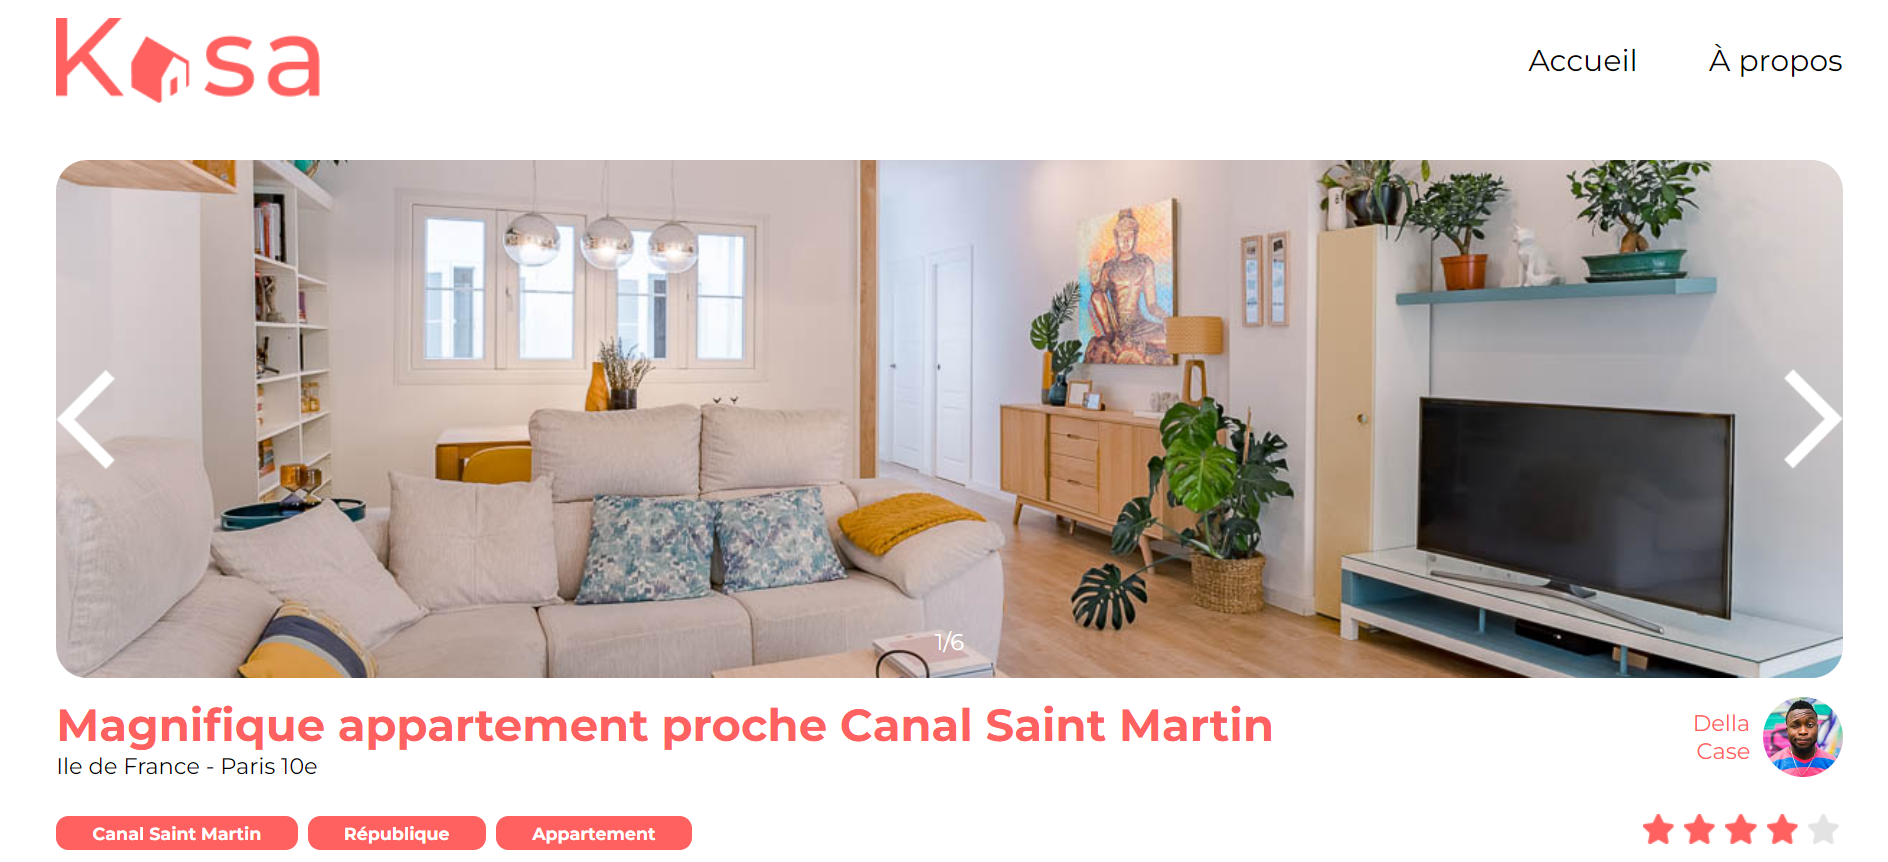 Kasa
Accueil
À propos
1/6
Magnifique appartement proche Canal Saint Martin
Ile de France - Paris 10e
Della
Case
Canal Saint Martin
République
Appartement